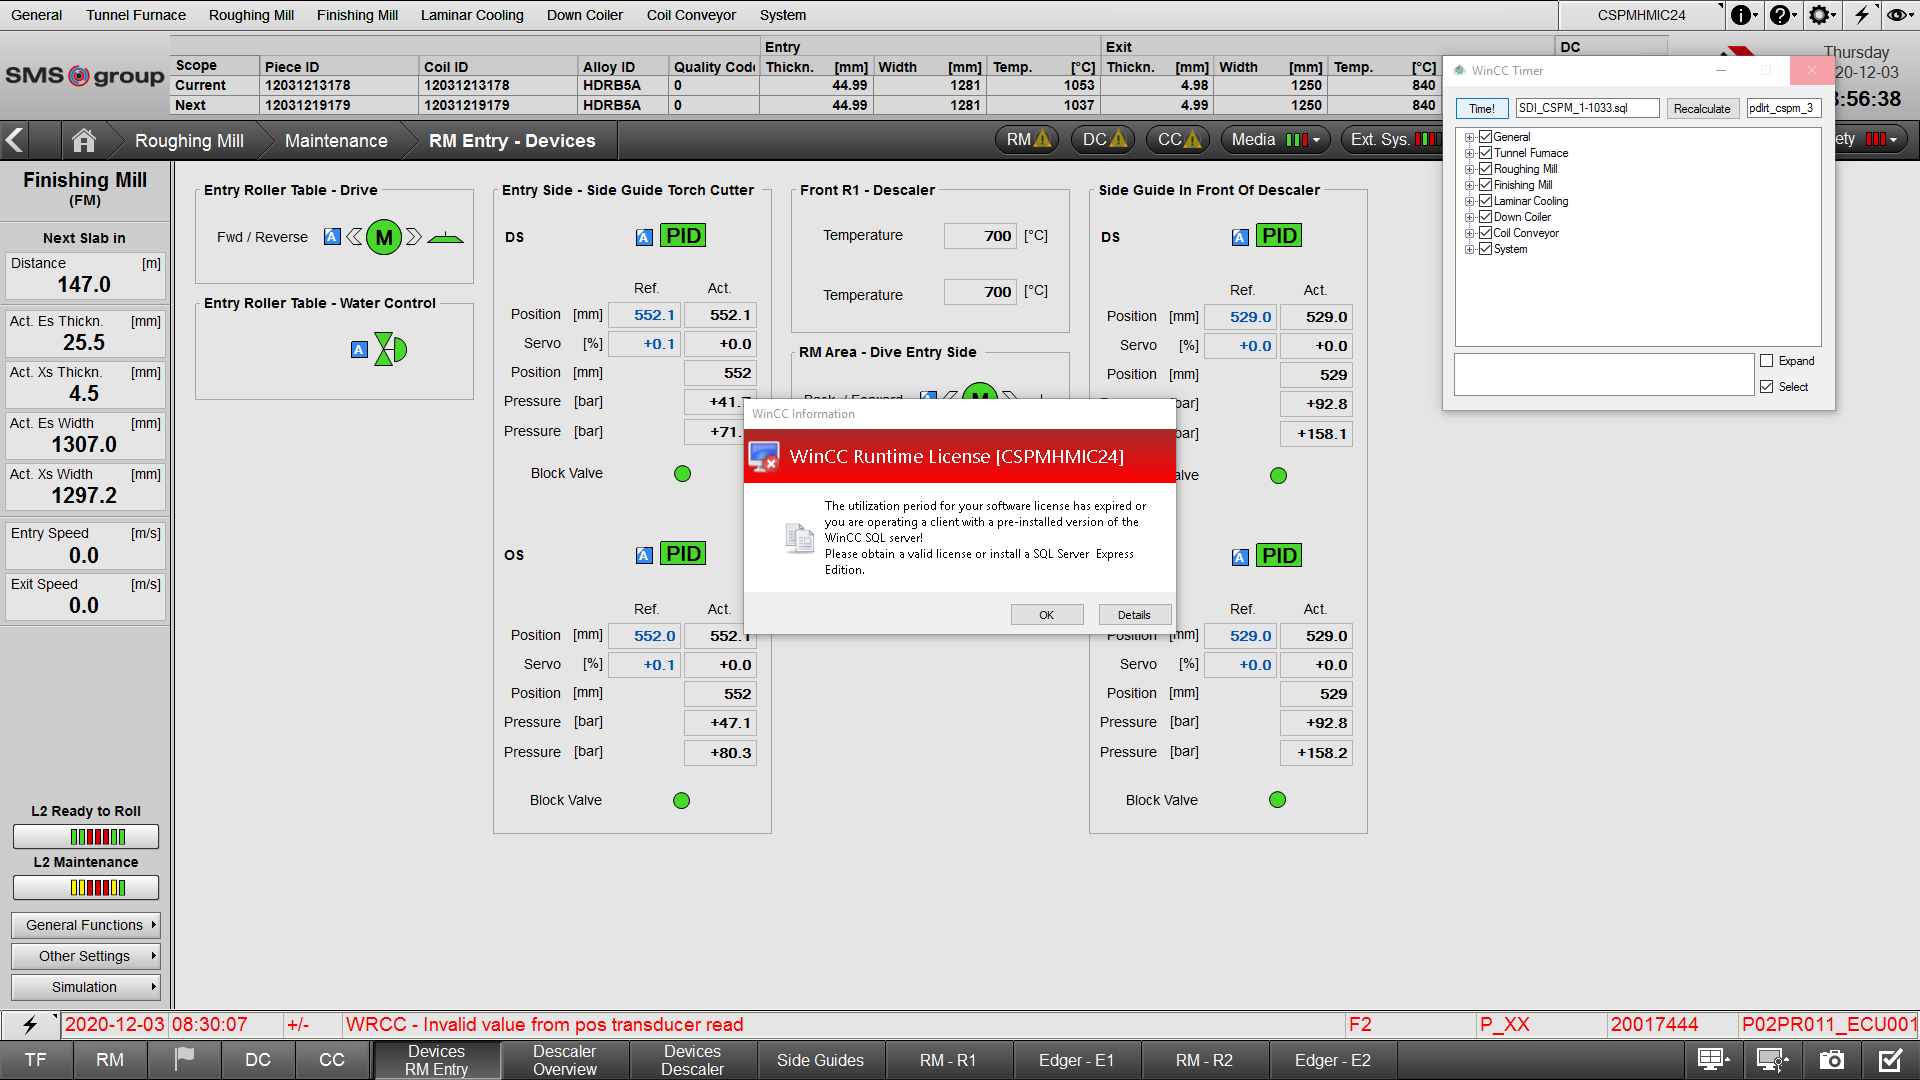 General Tunnel Furnace Roughing Mill Finishing Mill Laminar Cooling Down Coiler Coil Conveyor System CSPMHMIC24
SMS group
Entry Exit DC
Scope Piece ID Coil ID Alloy ID Quality Code Thickn. [mm] Width [mm] Temp. [°C] Thickn. [mm] Width [mm] Temp. [°C]
Current 12031213178 12031213178 HDRB5A 0 44.99 1281 1053 4.98 1250 840
Next 12031219179 12031219179 HDRB5A 0 44.99 1281 1037 4.99 1250 840
Thursday
20-12-03
:56:38
Roughing Mill Maintenance RM Entry - Devices RM DC CC Media Ext. Sys. ety
WinCC Timer
Time! SDI_CSPM_1-1033.sql Recalculate pdlrt_cspm_3
General
Tunnel Furnace
Roughing Mill
Finishing Mill
Laminar Cooling
Down Coiler
Coil Conveyor
System
Expand
Select
Finishing Mill
(FM)
Next Slab in
Distance [m]
147.0
Act. Es Thickn. [mm]
25.5
Act. Xs Thickn. [mm]
4.5
Act. Es Width [mm]
1307.0
Act. Xs Width [mm]
1297.2
Entry Speed [m/s]
0.0
Exit Speed [m/s]
0.0
L2 Ready to Roll
L2 Maintenance
General Functions
Other Settings
Simulation
Entry Roller Table - Drive
Fwd / Reverse A M
Entry Roller Table - Water Control
A
Entry Side - Side Guide Torch Cutter
DS A PID
Ref. Act.
Position [mm] 552.1 552.1
Servo [%] +0.1 +0.0
Position [mm] 552
Pressure [bar] +41.
Pressure [bar] +71.
Block Valve
OS A PID
Ref. Act.
Position [mm] 552.0 552.1
Servo [%] +0.1 +0.0
Position [mm] 552
Pressure [bar] +47.1
Pressure [bar] +80.3
Block Valve
Front R1 - Descaler
Temperature 700 [°C]
Temperature 700 [°C]
RM Area - Dive Entry Side
Side Guide In Front Of Descaler
DS A PID
Ref. Act.
Position [mm] 529.0 529.0
Servo [%] +0.0 +0.0
Position [mm] 529
bar] +92.8
bar] +158.1
alve
A PID
Ref. Act.
Position [mm] 529.0 529.0
Servo [%] +0.0 +0.0
Position [mm] 529
Pressure [bar] +92.8
Pressure [bar] +158.2
Block Valve
WinCC Information
WinCC Runtime License [CSPMHMIC24]
The utilization period for your software license has expired or
you are operating a client with a pre-installed version of the
WinCC SQL server!
Please obtain a valid license or install a SQL Server Express
Edition.
OK Details
2020-12-03 08:30:07 +/- WRCC - Invalid value from pos transducer read F2 P_XX 20017444 P02PR011_ECU001
TF RM DC CC Devices RM Entry Descaler Overview Devices Descaler Side Guides RM - R1 Edger - E1 RM - R2 Edger - E2